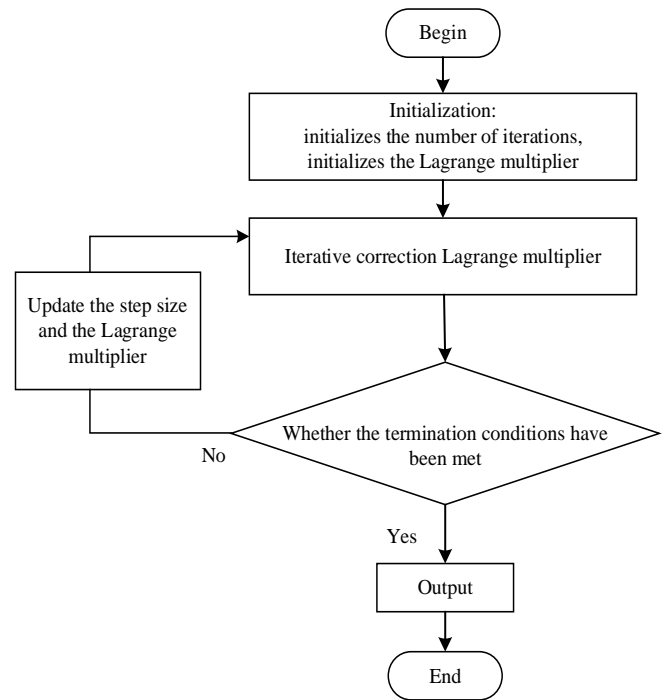 Begin
Initialization:
initializes the number of iterations,
initializes the Lagrange multiplier
Iterative correction Lagrange multiplier
Update the step size
and the Lagrange
multiplier
Whether the termination conditions have
been met
No
Yes
Output
End